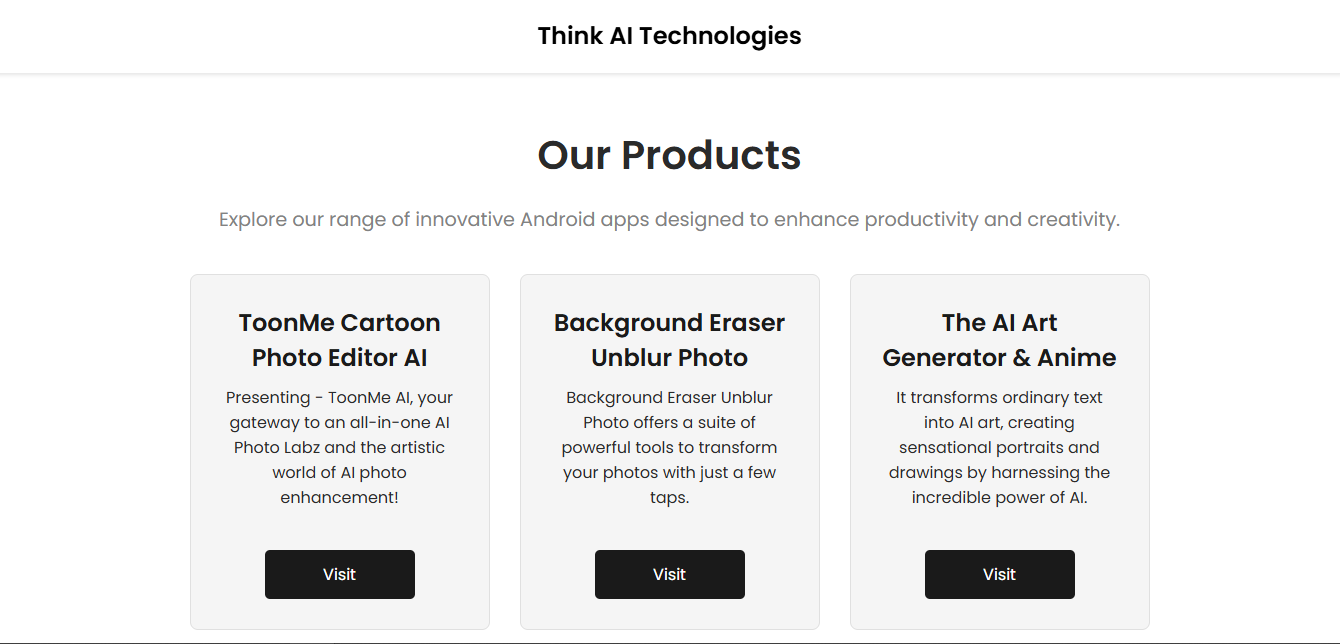 Think AI Technologies
Our Products
Explore our range of innovative Android apps designed to enhance productivity and creativity.
ToonMe Cartoon
Photo Editor AI
Presenting - ToonMe AI, your
gateway to an all-in-one AI
Photo Labz and the artistic
world of AI photo
enhancement!
Visit
Background Eraser
Unblur Photo
Background Eraser Unblur
Photo offers a suite of
powerful tools to transform
your photos with just a few
taps.
Visit
The AI Art
Generator & Anime
It transforms ordinary text
into AI art, creating
sensational portraits and
drawings by harnessing the
incredible power of AI.
Visit